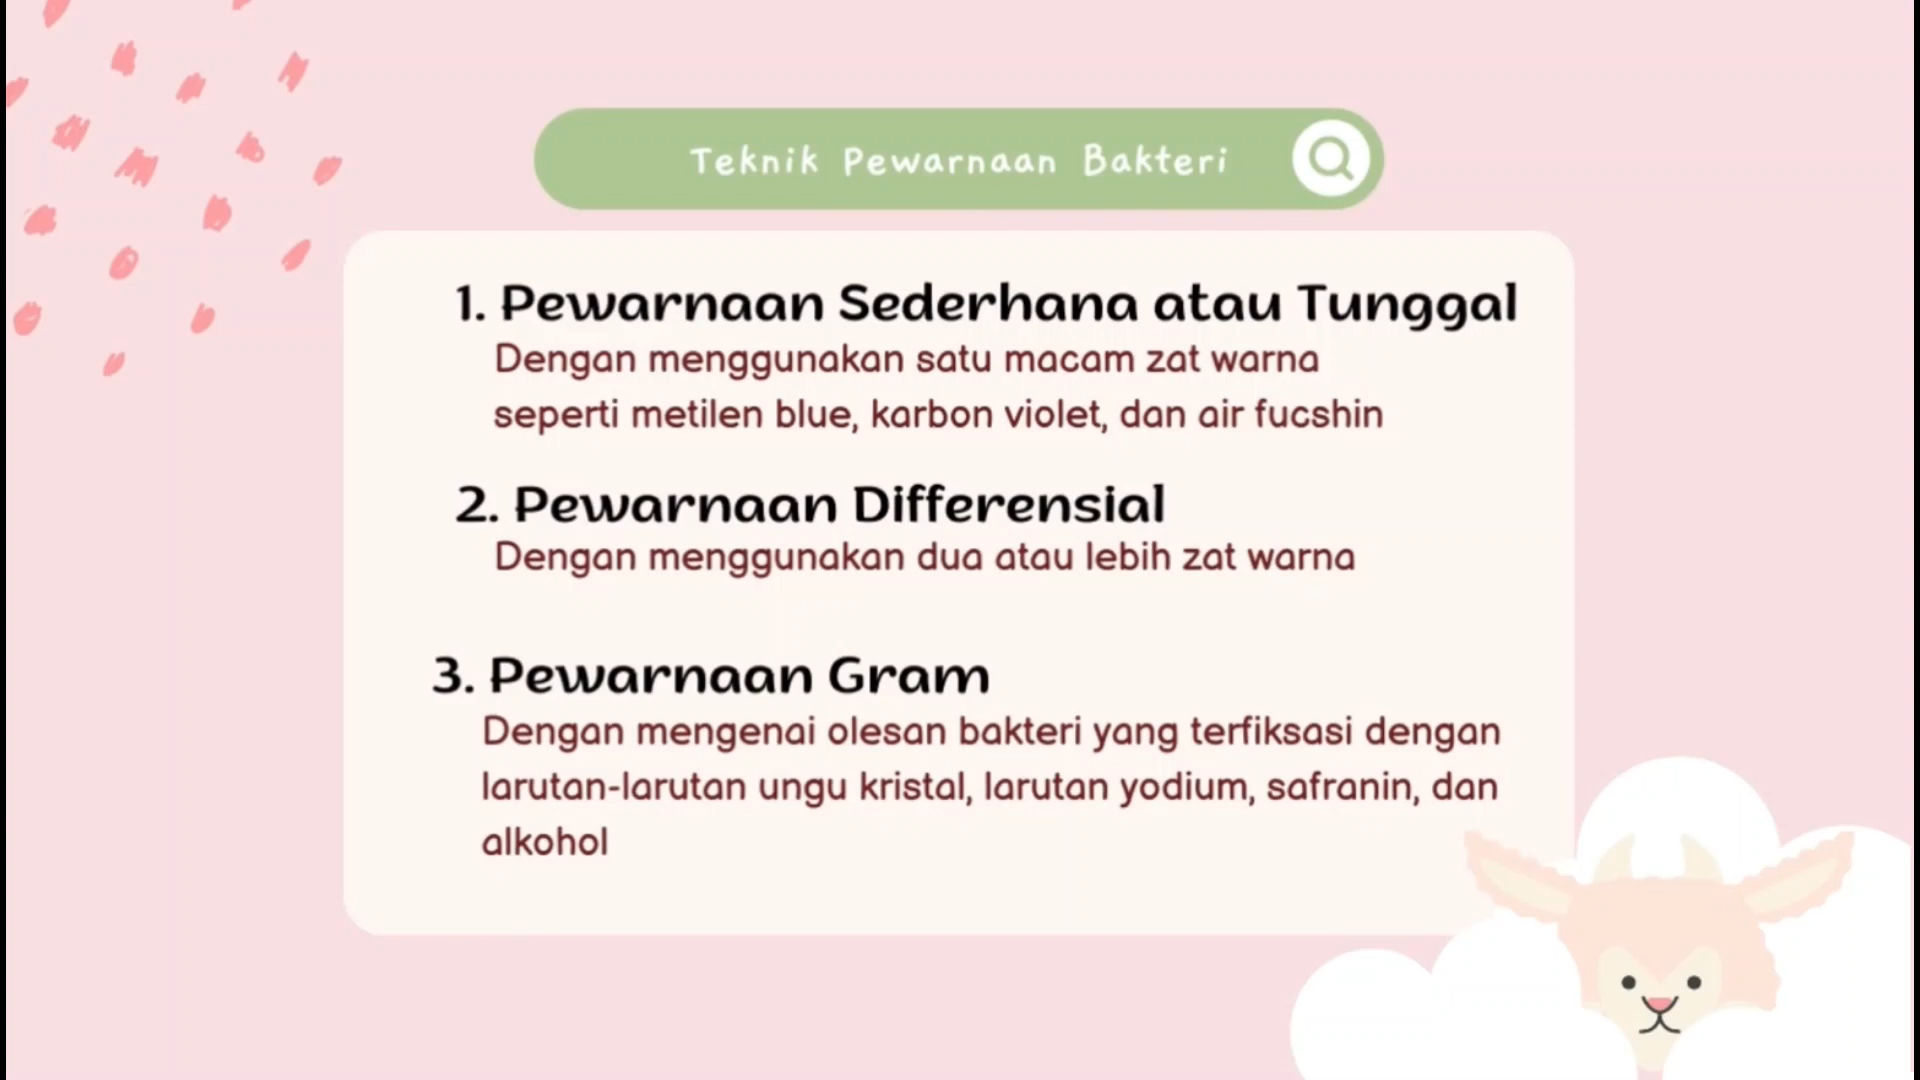 Teknik Pewarnaan Bakteri
1. Pewarnaan Sederhana atau Tunggal
Dengan menggunakan satu macam zat warna
seperti metilen blue, karbon violet, dan air fucshin
2. Pewarnaan Differensial
Dengan menggunakan dua atau lebih zat warna
3. Pewarnaan Gram
Dengan mengenai olesan bakteri yang terfiksasi dengan
larutan-larutan ungu kristal, larutan yodium, safranin, dan
alkohol